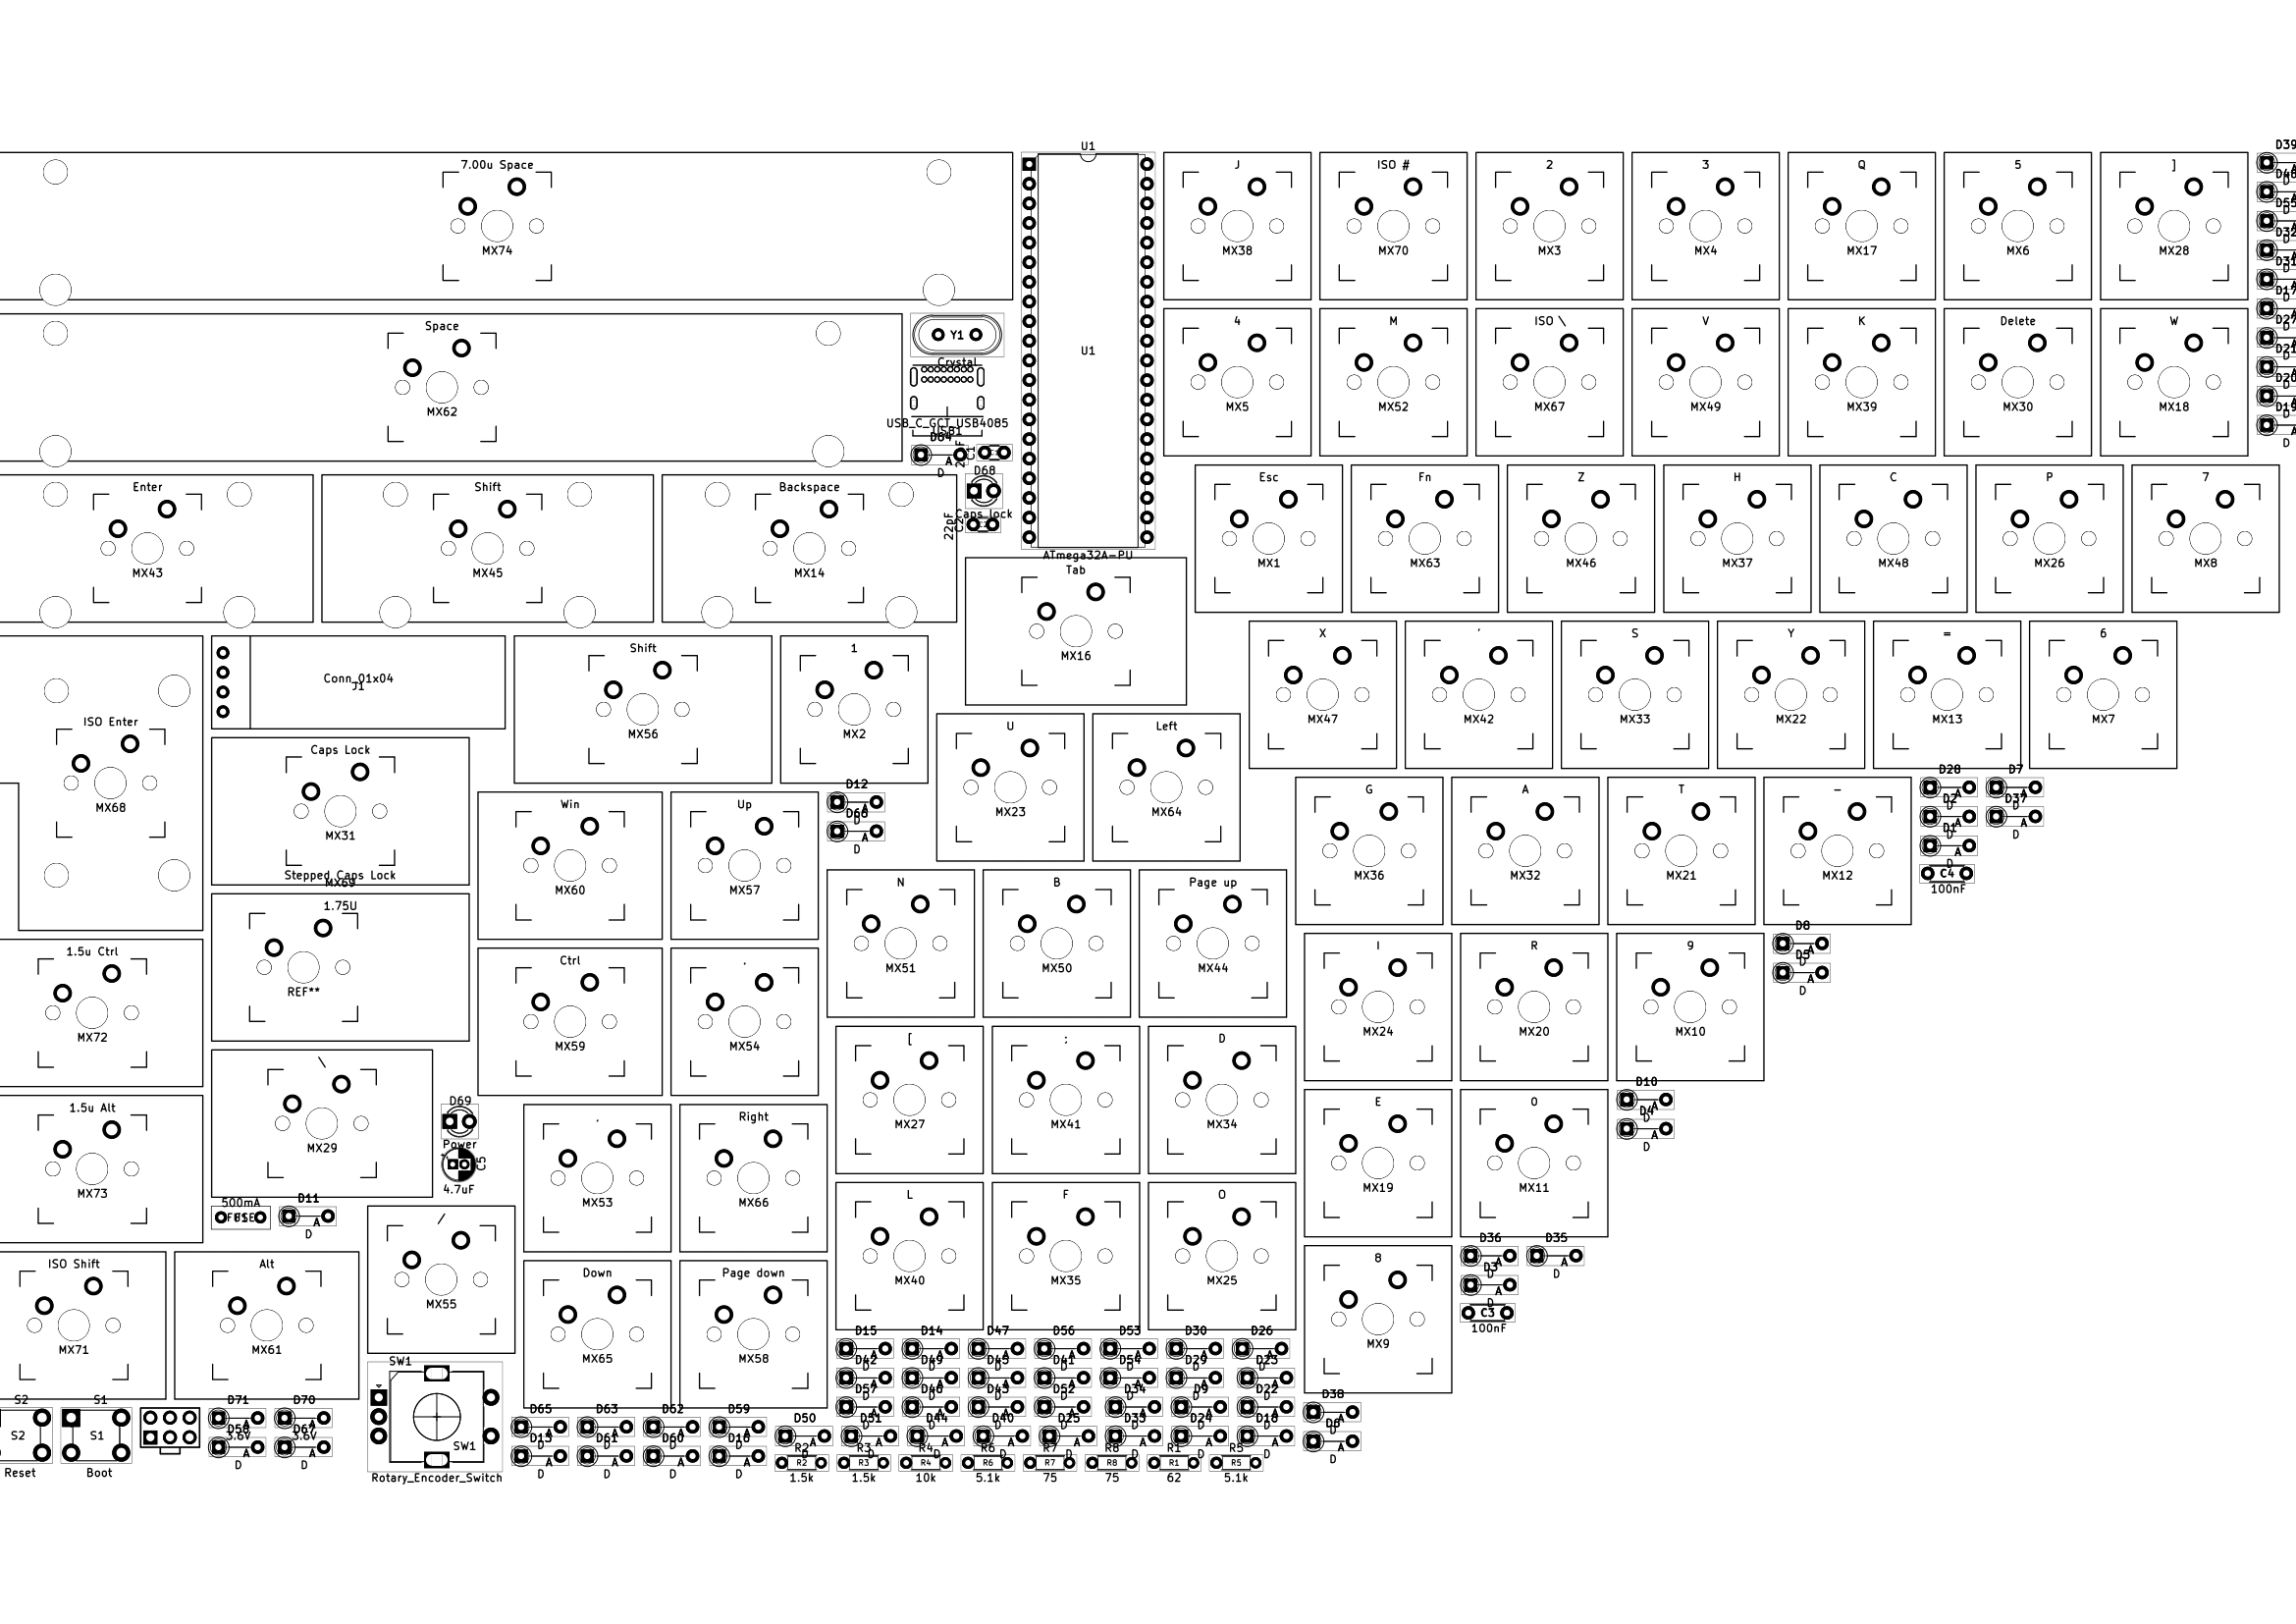 U1
7.00u Space
MX74
J
MX38
ISO #
MX70
2
MX3
3
MX4
Q
MX17
5
MX6
]
MX28
D39
Space
MX62
Y1
Crystal
USB_C_GCT_USB4085
USB1
D64
A
D
C1
U1
ATmega32A-PU
4
MX5
M
MX52
ISO \
MX67
V
MX49
K
MX39
Delete
MX30
W
MX18
D
Enter
MX43
Shift
MX45
Backspace
MX14
D68
Caps lock
22pF
C2
Tab
MX16
Esc
MX1
Fn
MX63
Z
MX46
H
MX37
C
MX48
P
MX26
7
MX8
ISO Enter
MX68
Conn_01x04
J1
Shift
MX56
1
MX2
X
MX47
'
MX42
S
MX33
Y
MX22
=
MX13
6
MX7
Caps Lock
MX31
Stepped Caps Lock
MX69
Win
MX60
Up
MX57
D12
D66
A
D
U
MX23
Left
MX64
G
MX36
A
MX32
T
MX21
-
MX12
D28
D7
D2
D37
D1
A
D
C4
100nF
1.75U
REF**
1.5u Ctrl
MX72
Ctrl
MX59
.
MX54
N
MX51
B
MX50
Page up
MX44
I
MX24
R
MX20
9
MX10
D8
A
D5
D
\
MX29
1.5u Alt
MX73
D69
Power
C5
4.7uF
,
MX53
Right
MX66
[
MX27
;
MX41
D
MX34
E
MX19
0
MX11
D10
D4
A
D
500mA
D11
A
D
/
MX55
L
MX40
F
MX35
O
MX25
8
MX9
D36
D35
A
D
D3
A
C3
100nF
ISO Shift
MX71
Alt
MX61
Down
MX65
Page down
MX58
D15
D14
D47
D56
D53
D30
D26
D42
D49
D45
D41
D54
D29
D23
D57
D46
D43
D52
D34
D9
D22
D38
D50
D51
D44
D40
D25
D33
D24
D18
D6
A
D
SW1
SW1
Rotary_Encoder_Switch
S2
S2
Reset
S1
S1
Boot
D71
D70
D58
D67
3.6V
3.6V
D
D
D65
D63
D62
D59
D13
D61
D60
D16
D
D
D
D
R2
R3
R4
R6
R7
R8
R1
R5
R2
R3
R4
R6
R7
R8
R1
R5
1.5k
1.5k
10k
5.1k
75
75
62
5.1k